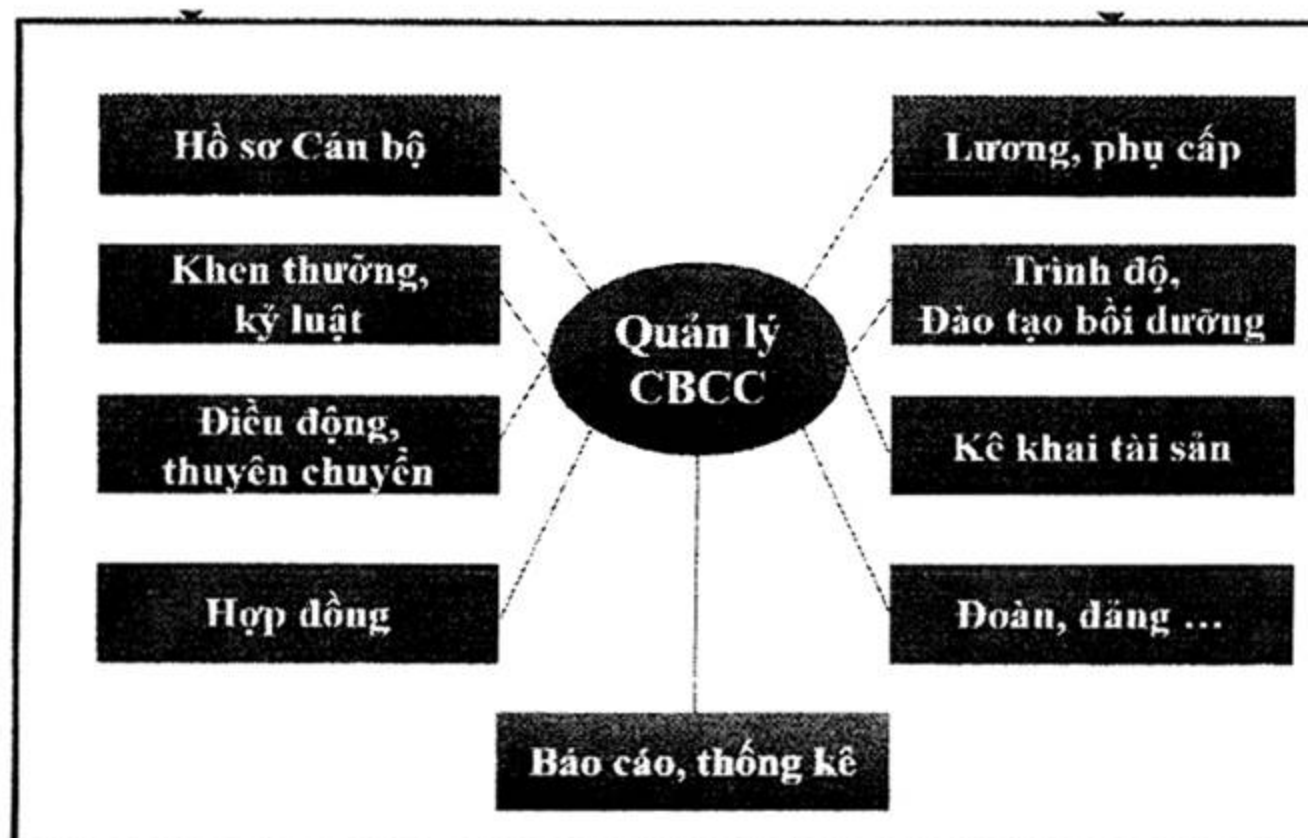 Hồ sơ Cán bộ
Lương, phụ cấp
Khen thưởng,
kỷ luật
Trình độ,
Đào tạo bồi dưỡng
Quản lý
CBCC
Điều động,
thuyên chuyển
Kê khai tài sản
Hợp đồng
Đoàn, đảng ...
Báo cáo, thống kê